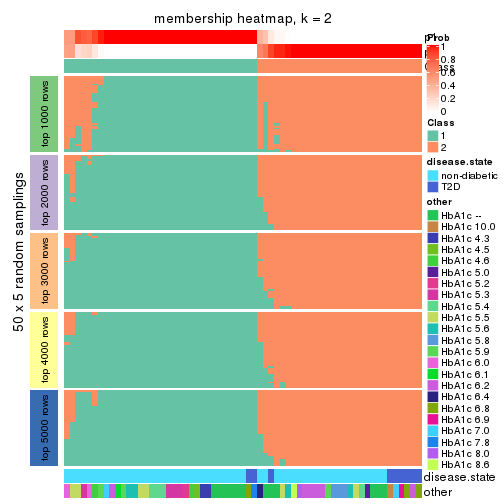 membership heatmap, k = 2
50 x 5 random samplings
top 1000 rows
top 2000 rows
top 3000 rows
top 4000 rows
top 5000 rows
p1
p2
Class
disease.state
other
Prob
1
0.8
0.6
0.4
0.2
0
Class
1
2
disease.state
non-diabetic
T2D
other
HbA1c --
HbA1c 10.0
HbA1c 4.3
HbA1c 4.5
HbA1c 4.6
HbA1c 5.0
HbA1c 5.2
HbA1c 5.3
HbA1c 5.4
HbA1c 5.5
HbA1c 5.6
HbA1c 5.8
HbA1c 5.9
HbA1c 6.0
HbA1c 6.1
HbA1c 6.2
HbA1c 6.4
HbA1c 6.8
HbA1c 6.9
HbA1c 7.0
HbA1c 7.8
HbA1c 8.0
HbA1c 8.6